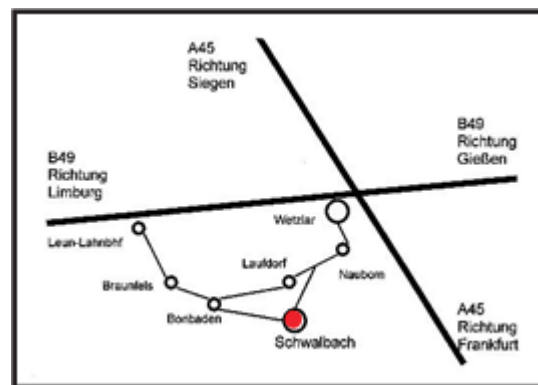 A45
Richtung
Siegen
B49
Richtung
Gießen
B49
Richtung
Limburg
Wetzlar
Leun-Lahnbhf
Laufdorf
Nauborn
Braunfels
Bonbaden
Schwalbach
A45
Richtung
Frankfurt